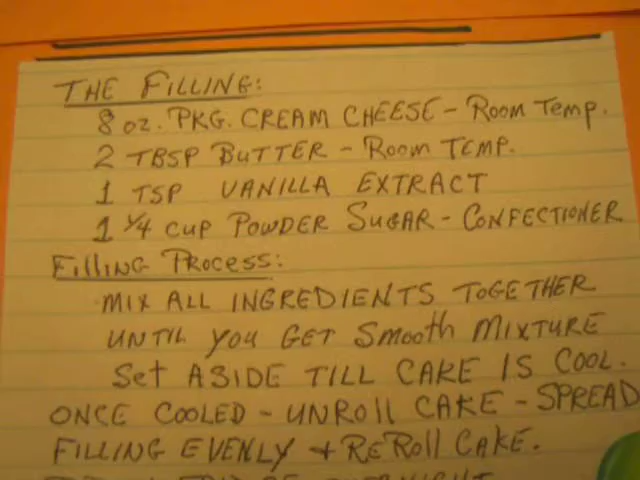 THE FILLING:
8 oz. PKG. CREAM CHEESE - ROOM TEMP.
2 TBSP BUTTER - ROOM TEMP.
1 TSP VANILLA EXTRACT
1 1/4 CUP POWDER SUGAR - CONFECTIONER
FILLING PROCESS:
MIX ALL INGREDIENTS TOGETHER
UNTIL YOU GET SMOOTH MIXTURE
SET ASIDE TILL CAKE IS COOL.
ONCE COOLED - UNROLL CAKE - SPREAD
FILLING EVENLY + REROLL CAKE.